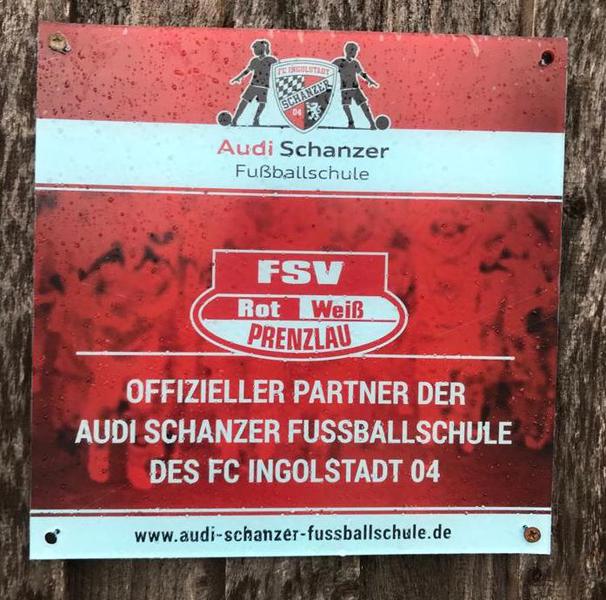 FC INGOLSTADT
SCHANZER
04
Audi Schanzer
Fußballschule
FSV
Rot Weiß
PRENZLAU
OFFIZIELLER PARTNER DER
AUDI SCHANZER FUSSBALLSCHULE
DES FC INGOLSTADT 04
www.audi-schanzer-fussballschule.de